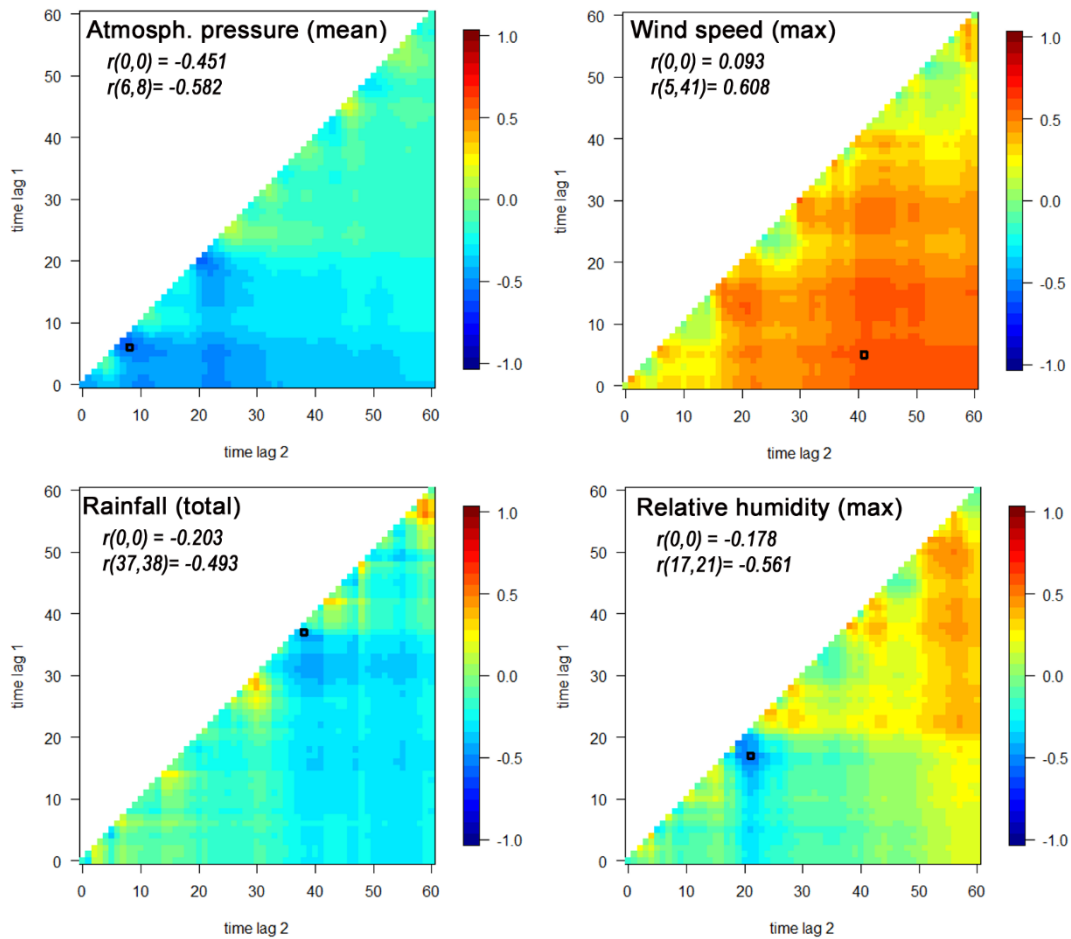 Atmosph. pressure (mean)
r(0,0) = -0.451
r(6,8)= -0.582
60
50
40
30
20
10
0
time lag 1
0 10 20 30 40 50 60
time lag 2
1.0
0.5
0.0
-0.5
-1.0
Wind speed (max)
r(0,0) = 0.093
r(5,41) = 0.608
60
50
40
30
20
10
0
time lag 1
0 10 20 30 40 50 60
time lag 2
1.0
0.5
0.0
-0.5
-1.0
Rainfall (total)
r(0,0) = -0.203
r(37,38)= -0.493
60
50
40
30
20
10
0
time lag 1
0 10 20 30 40 50 60
time lag 2
1.0
0.5
0.0
-0.5
-1.0
Relative humidity (max)
r(0,0) = -0.178
r(17,21)= -0.561
60
50
40
30
20
10
0
time lag 1
0 10 20 30 40 50 60
time lag 2
1.0
0.5
0.0
-0.5
-1.0